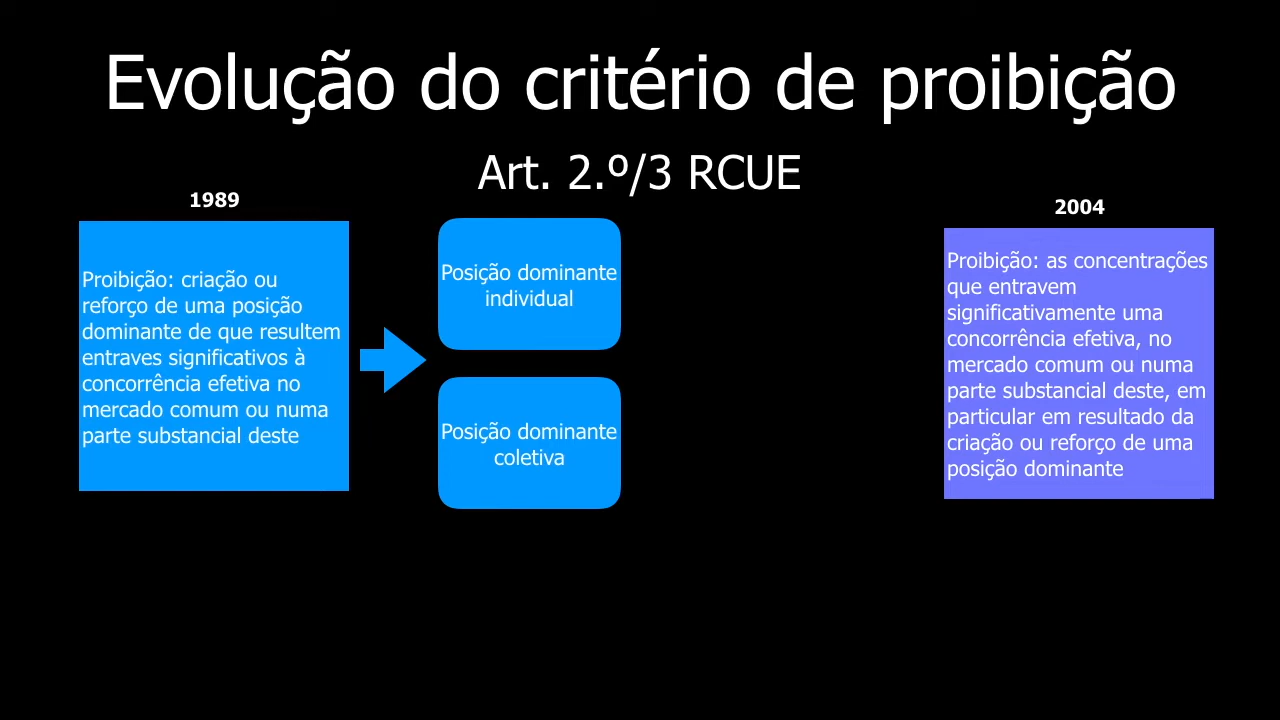 Evolução do critério de proibição
Art. 2.º/3 RCUE
1989
Proibição: criação ou
reforço de uma posição
dominante de que resultem
entraves significativos à
concorrência efetiva no
mercado comum ou numa
parte substancial deste
Posição dominante
individual
Posição dominante
coletiva
2004
Proibição: as concentrações
que entravem
significativamente uma
concorrência efetiva, no
mercado comum ou numa
parte substancial deste, em
particular em resultado da
criação ou reforço de uma
posição dominante